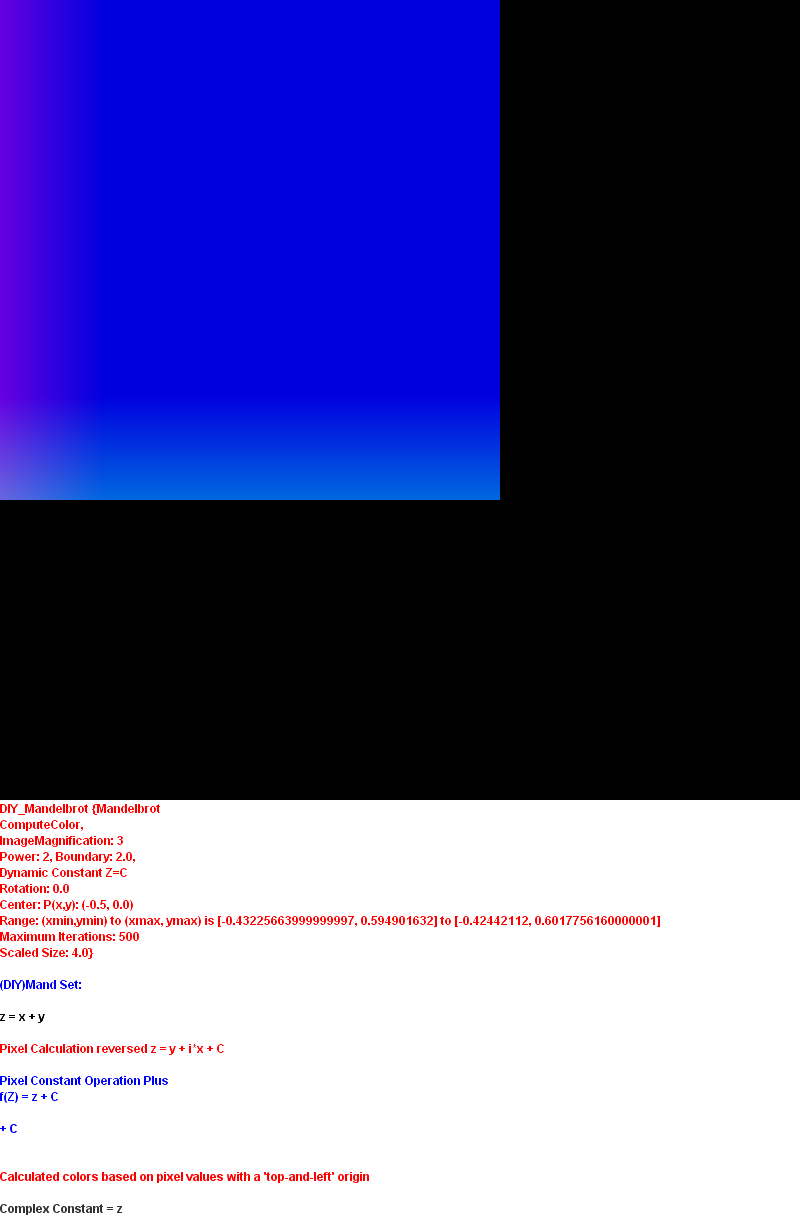 DIY_Mandelbrot {Mandelbrot
ComputeColor,
ImageMagnification: 3
Power: 2, Boundary: 2.0,
Dynamic Constant Z=C
Rotation: 0.0
Center: P(x,y): (-0.5, 0.0)
Range: (xmin,ymin) to (xmax, ymax) is [-0.43225663999999997, 0.594901632] to [-0.42442112, 0.6017756160000001]
Maximum Iterations: 500
Scaled Size: 4.0}
(DIY)Mand Set:
z = x + y
Pixel Calculation reversed z = y + i*x + C
Pixel Constant Operation Plus
f(Z) = z + C
+ C
Calculated colors based on pixel values with a 'top-and-left' origin
Complex Constant = z